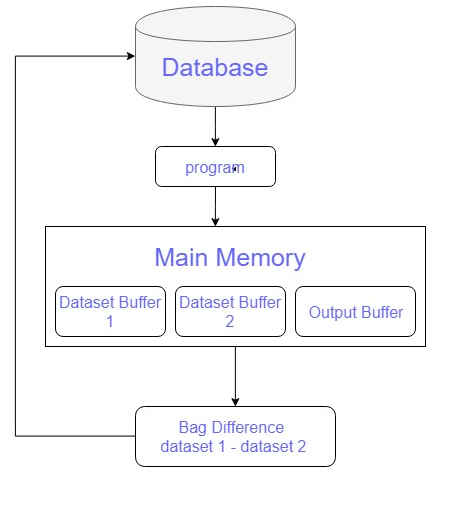 Database
program
Main Memory
Dataset Buffer
1
Dataset Buffer
2
Output Buffer
Bag Difference
dataset 1 - dataset 2